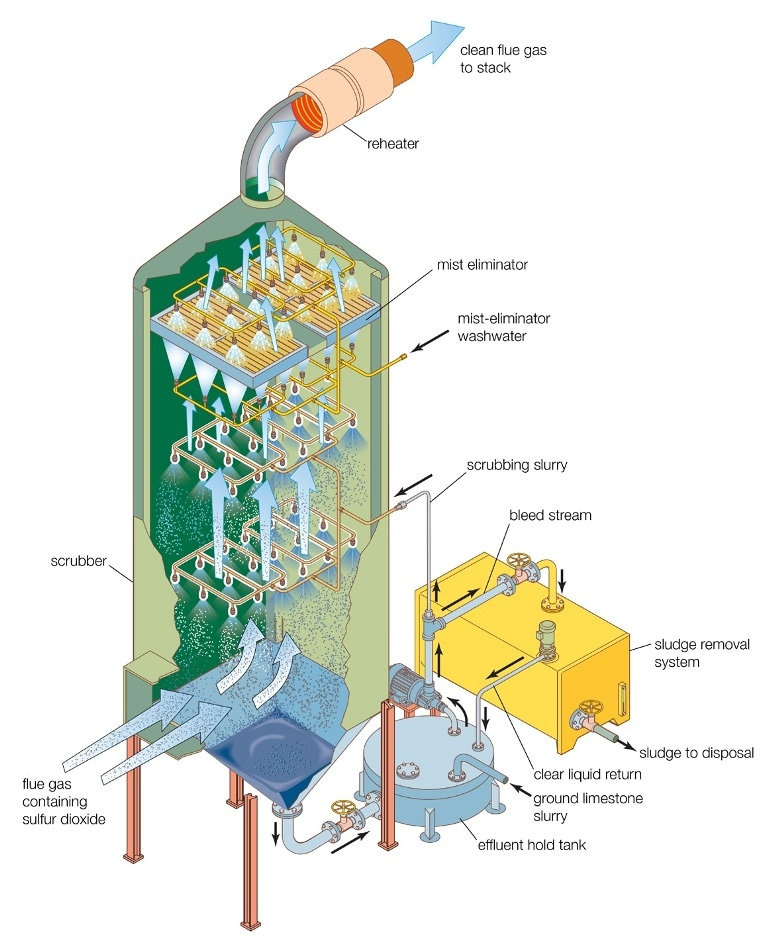 clean flue gas
to stack
reheater
mist eliminator
mist-eliminator
washwater
scrubbing slurry
bleed stream
scrubber
sludge removal
system
sludge to disposal
clear liquid return
flue gas
containing
sulfur dioxide
ground limestone
slurry
effluent hold tank